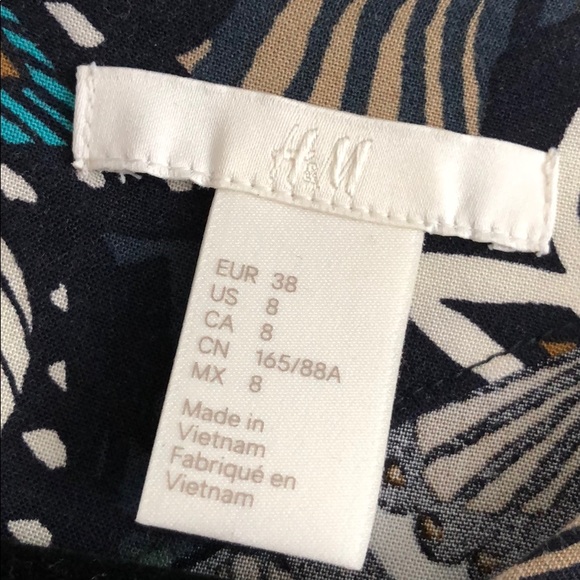 H&M
EUR 38
US 8
CA 8
CN 165/88A
MX 8
Made in
Vietnam
Fabriqué en
Vietnam